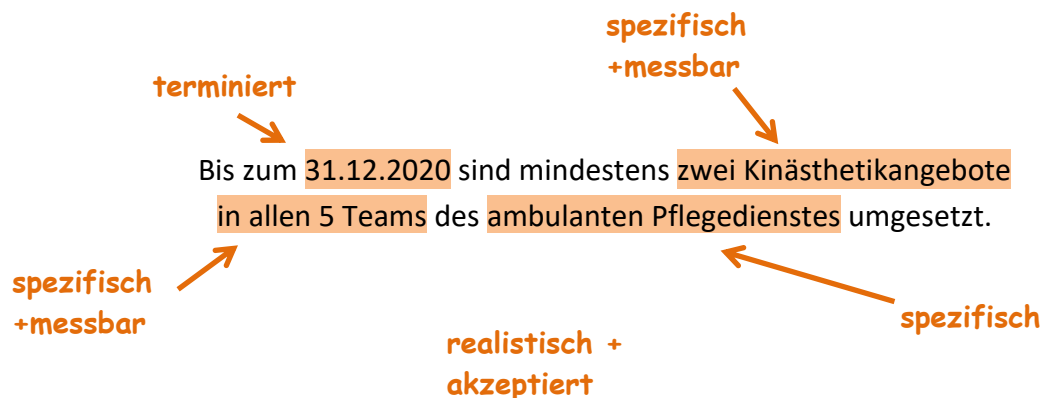 spezifisch
+messbar
terminiert
Bis zum 31.12.2020 sind mindestens zwei Kinästhetikangebote
in allen 5 Teams des ambulanten Pflegedienstes umgesetzt.
spezifisch
+messbar
spezifisch
realistisch +
akzeptiert